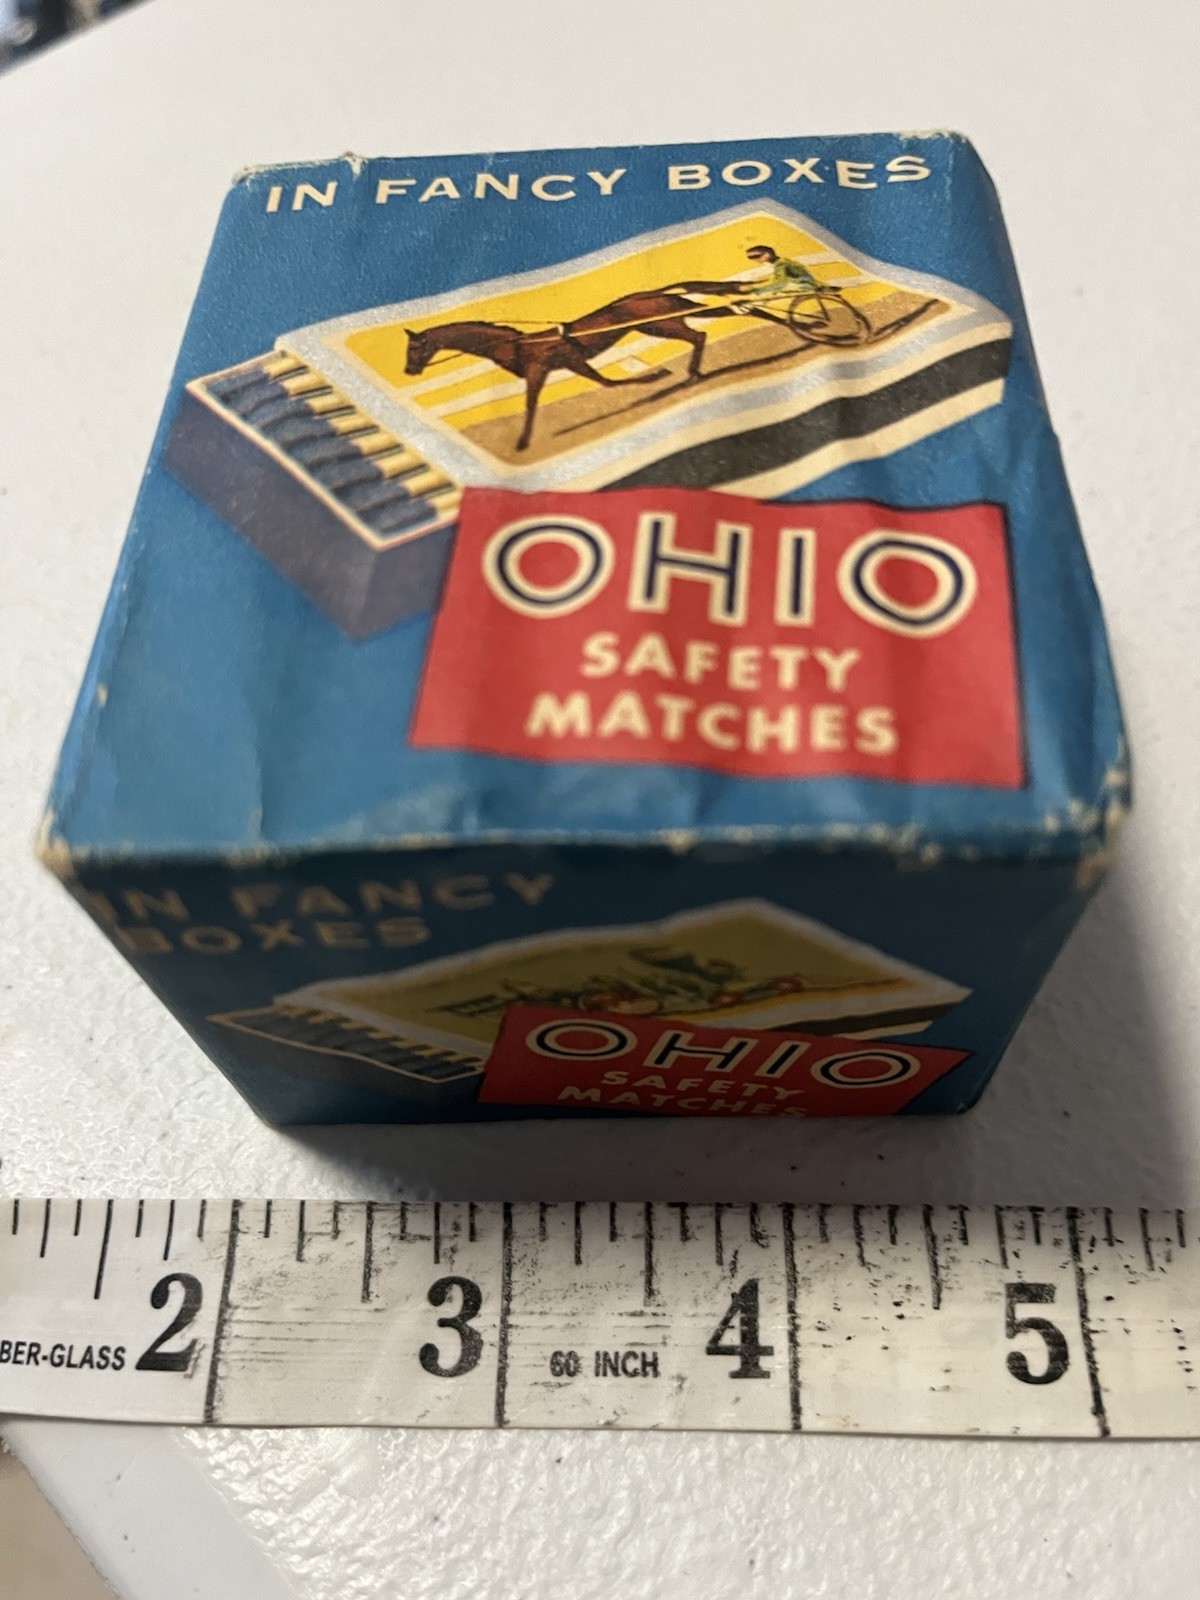 IN FANCY BOXES
OHIO
SAFETY
MATCHES
IN FANCY
BOXES
OHIO
SAFETY
MATCHES
BER-GLASS 2 3 60 INCH 4 5